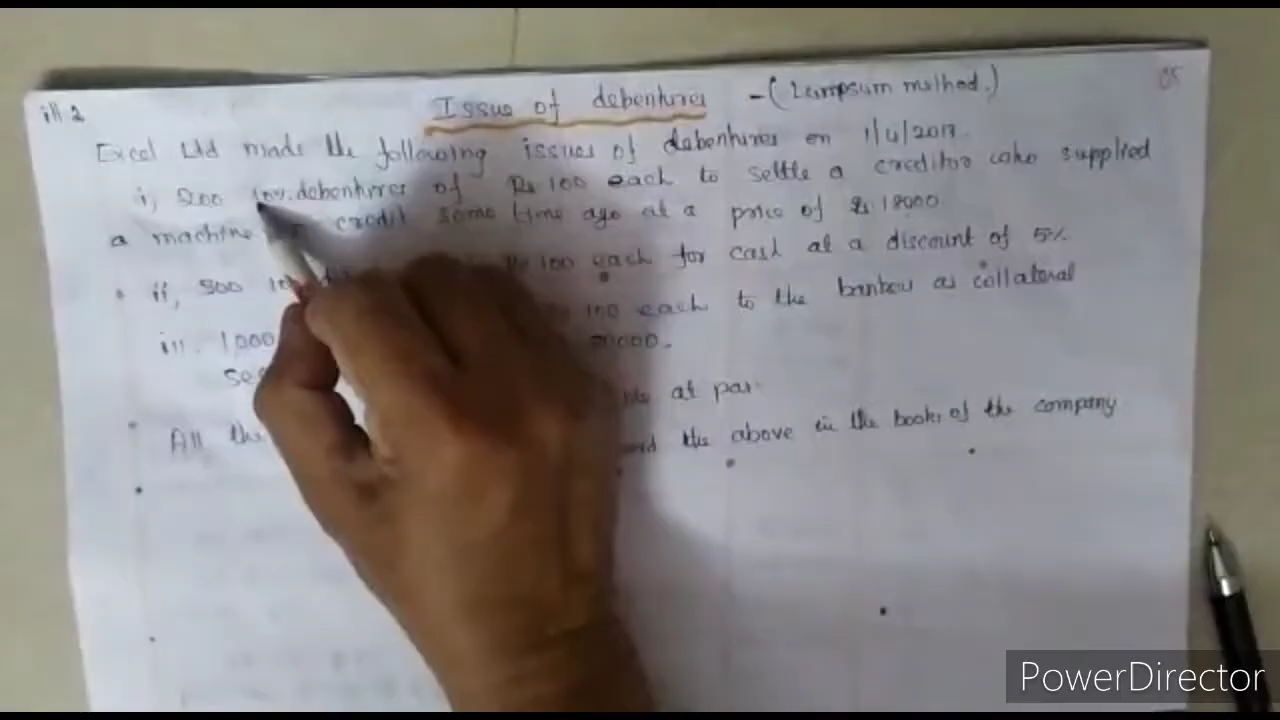 ill 2
Issue of debentures - (Lumpsum method.)
05
Excel Ltd made the following issues of debentures on 1/4/2017.
i, 200 10% debentures of Rs 100 each to settle a creditor who supplied
a machine credit some time ago at a price of Rs. 18000
ii, 500 10 Rs 100 each for cash at a discount of 5%
iii. 1000 100 each to the bankers as collateral
at par
All the the above in the books of the company
PowerDirector